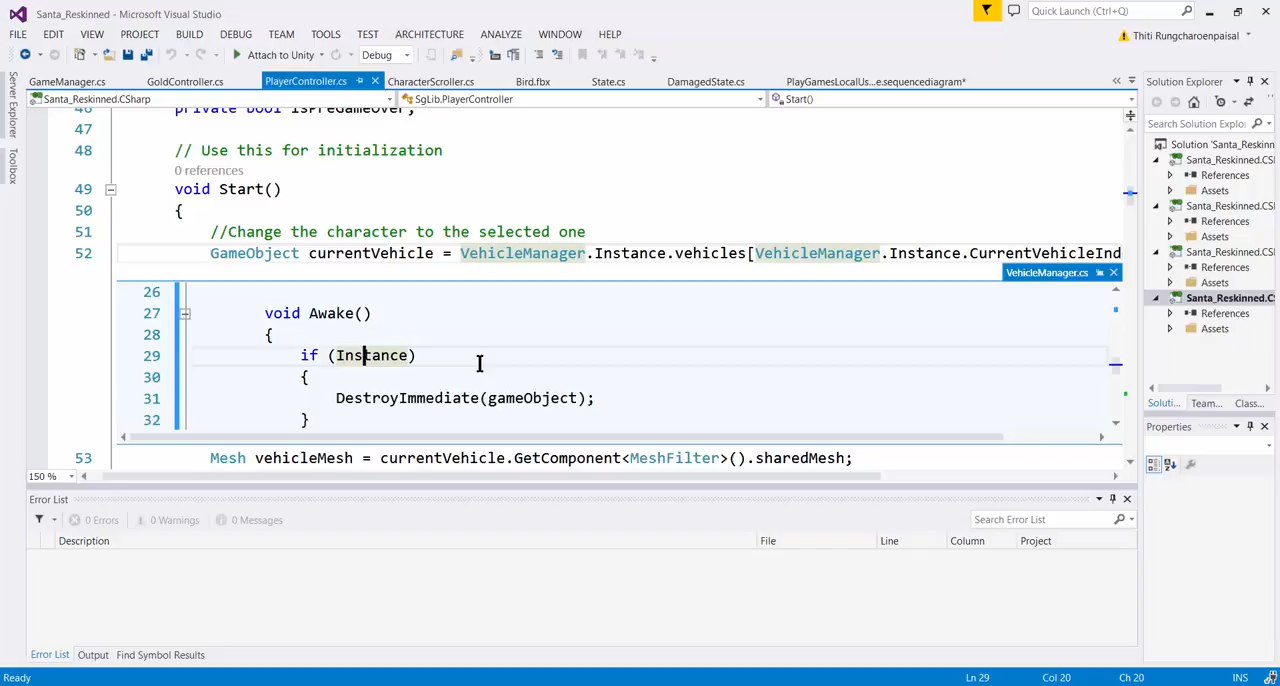 Santa_Reskinned - Microsoft Visual Studio
Quick Launch (Ctrl+Q)
FILE EDIT VIEW PROJECT BUILD DEBUG TEAM TOOLS TEST ARCHITECTURE ANALYZE WINDOW HELP
Thiti Rungcharoenpaisal
Attach to Unity Debug
Server Explorer
Toolbox
GameManager.cs GoldController.cs PlayerController.cs CharacterScroller.cs Bird.fbx State.cs DamagedState.cs PlayGamesLocalUs...e.sequencediagram*
Santa_Reskinned.CSharp SgLib.PlayerController Start()
46 private bool isPreGameOver;
47
48 // Use this for initialization
0 references
49 void Start()
50 {
51 //Change the character to the selected one
52 GameObject currentVehicle = VehicleManager.Instance.vehicles[VehicleManager.Instance.CurrentVehicleInd
VehicleManager.cs
26
27 void Awake()
28 {
29 if (Instance)
30 {
31 DestroyImmediate(gameObject);
32 }
53 Mesh vehicleMesh = currentVehicle.GetComponent<MeshFilter>().sharedMesh;
150 %
Solution Explorer
Search Solution Explo
Solution 'Santa_Reskinn
Santa_Reskinned.CS
References
Assets
Santa_Reskinned.CS
References
Assets
Santa_Reskinned.CS
References
Assets
Santa_Reskinned.C
References
Assets
Soluti... Team... Class...
Properties
Error List
0 Errors 0 Warnings 0 Messages
Search Error List
Description File Line Column Project
Error List Output Find Symbol Results
Ready Ln 29 Col 20 Ch 20 INS